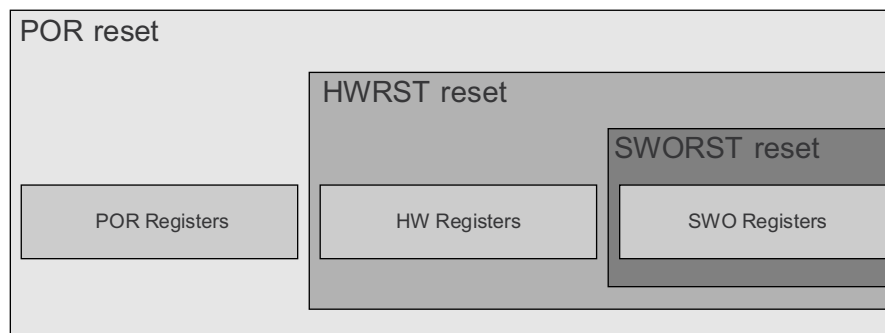 POR reset
HWRST reset
SWORST reset
POR Registers
HW Registers
SWO Registers